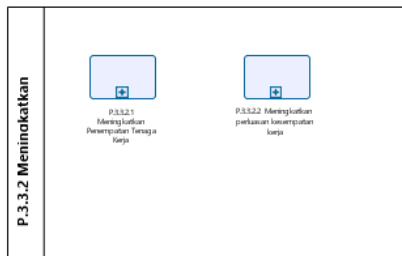 P.3.3.2 Meningkatkan
P.3.3.2.1
Meningkatkan
Penempatan Tenaga
Kerja
P.3.3.2.2 Meningkatkan
perluasan kesempatan
kerja